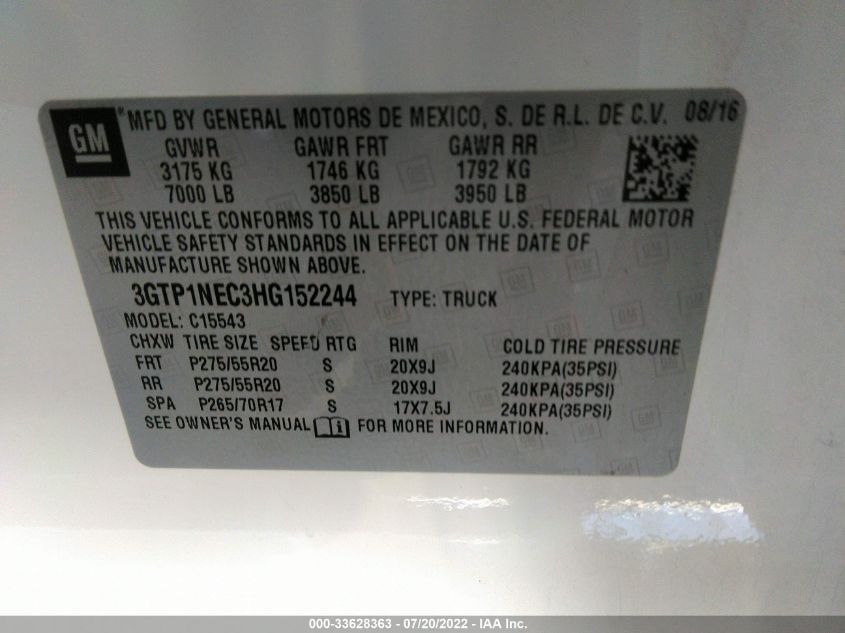 GM ® MFD BY GENERAL MOTORS DE MEXICO, S. DE R.L. DE C.V. 08/16
GVWR GAWR FRT GAWR RR
3175 KG 1746 KG 1792 KG
7000 LB 3850 LB 3950 LB
THIS VEHICLE CONFORMS TO ALL APPLICABLE U.S. FEDERAL MOTOR
VEHICLE SAFETY STANDARDS IN EFFECT ON THE DATE OF
MANUFACTURE SHOWN ABOVE.
3GTP1NEC3HG152244 TYPE: TRUCK
MODEL: C15543
CHXW TIRE SIZE SPEED RTG RIM COLD TIRE PRESSURE
FRT P275/55R20 S 20X9J 240KPA(35PSI)
RR P275/55R20 S 20X9J 240KPA(35PSI)
SPA P265/70R17 S 17X7.5J 240KPA(35PSI)
SEE OWNER'S MANUAL FOR MORE INFORMATION.
000-33628363 - 07/20/2022 - IAA Inc.